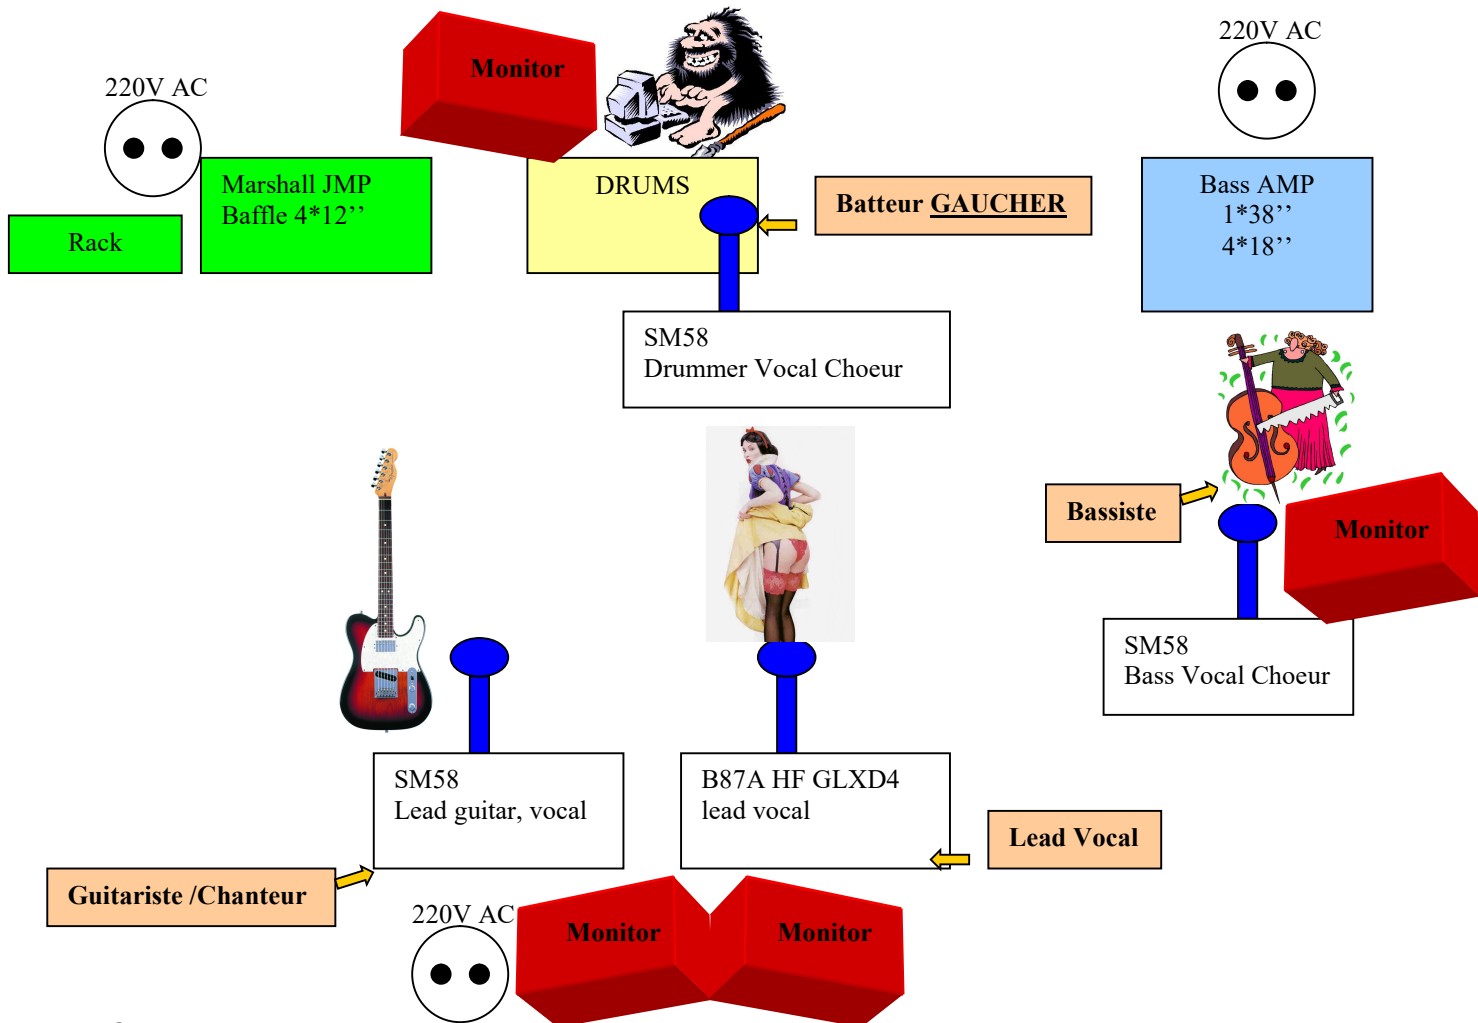 220V AC
Monitor
220V AC
Marshall JMP
Baffle 4*12’’
Rack
DRUMS
Batteur GAUCHER
Bass AMP
1*38’’
4*18’’
SM58
Drummer Vocal Choeur
Bassiste
Monitor
SM58
Bass Vocal Choeur
SM58
Lead guitar, vocal
B87A HF GLXD4
lead vocal
Lead Vocal
Guitariste /Chanteur
220V AC
Monitor
Monitor